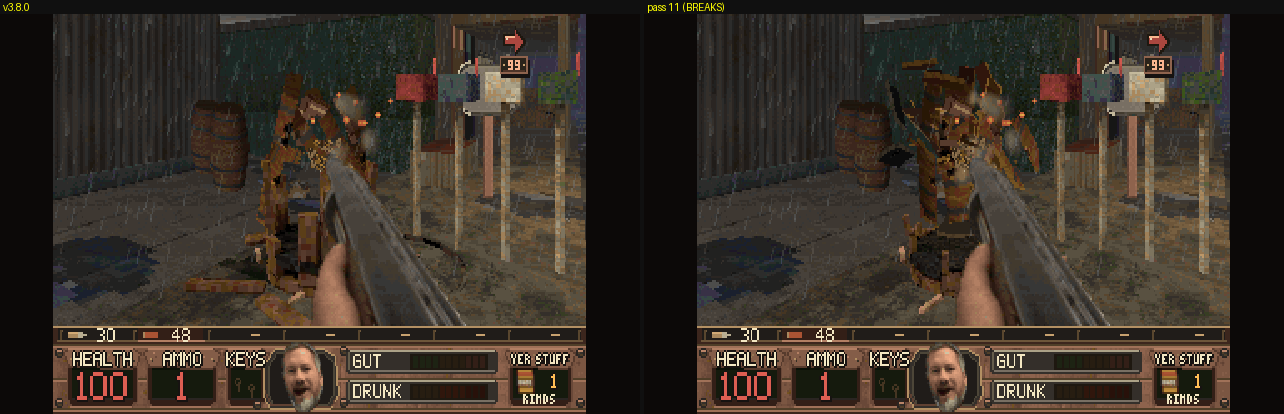 v3.8.0
pass 11 (BREAKS)
·99·
·99·
30 48
HEALTH AMMO KEYS GUT YER STUFF
100 1 DRUNK 1
RINDS
30 48
HEALTH AMMO KEYS GUT YER STUFF
100 1 DRUNK 1
RINDS